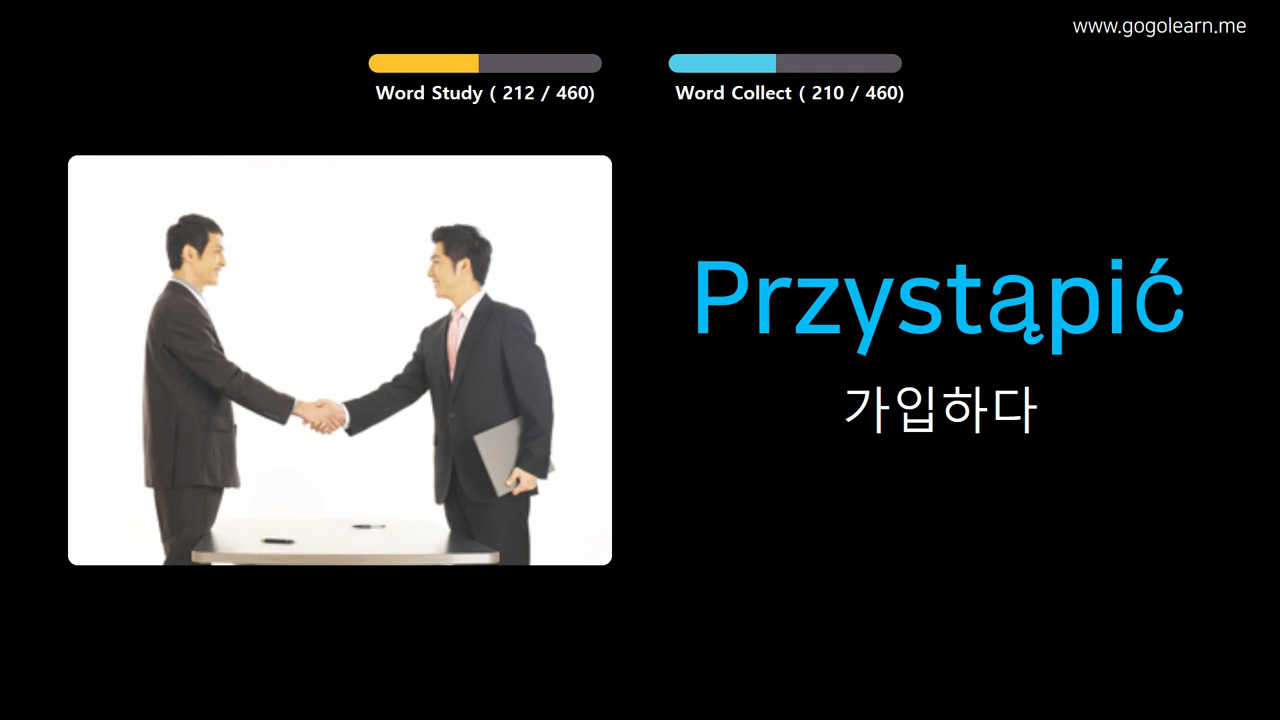 www.gogolearn.me
Word Study ( 212 / 460)
Word Collect ( 210 / 460)
Przystąpić
가입하다